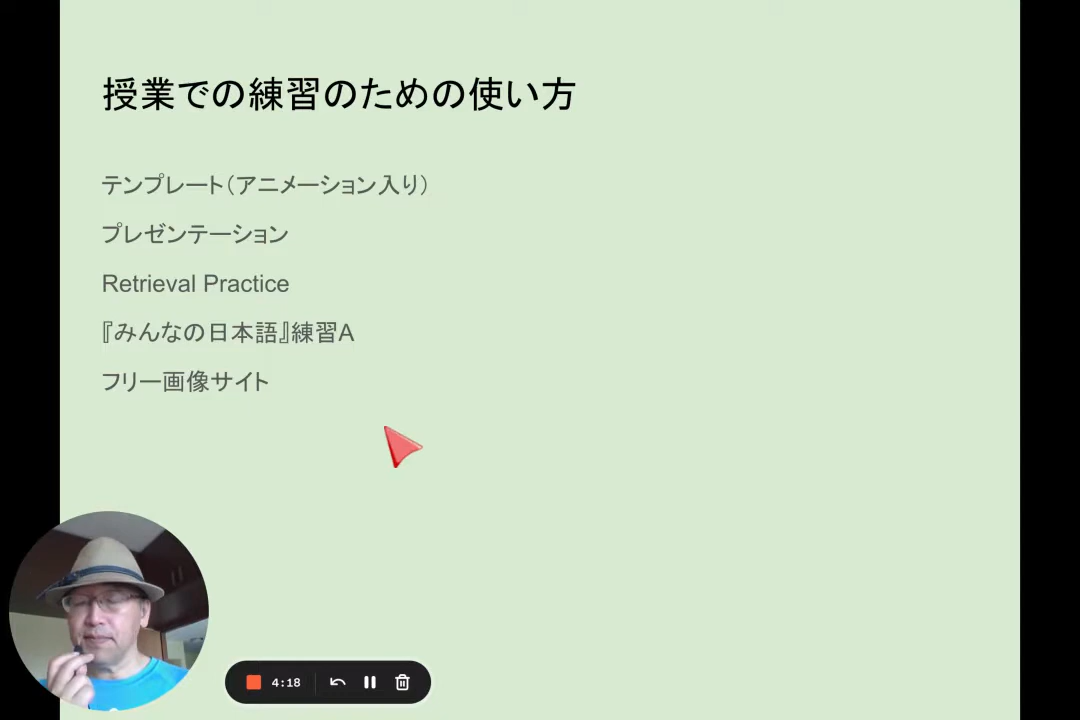 授業での練習のための使い方
テンプレート（アニメーション入り）
プレゼンテーション
Retrieval Practice
『みんなの日本語』練習A
フリー画像サイト
4:18